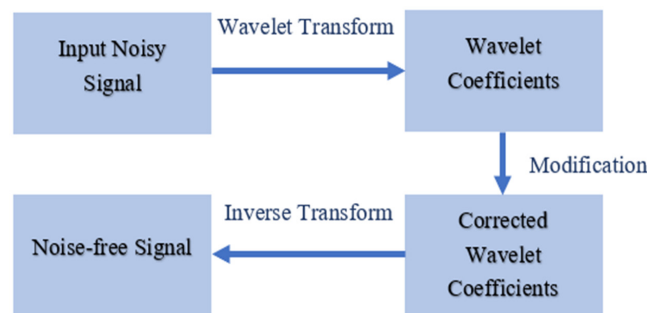 Input Noisy
Signal
Wavelet Transform
Wavelet
Coefficients
Modification
Corrected
Wavelet
Coefficients
Inverse Transform
Noise-free Signal